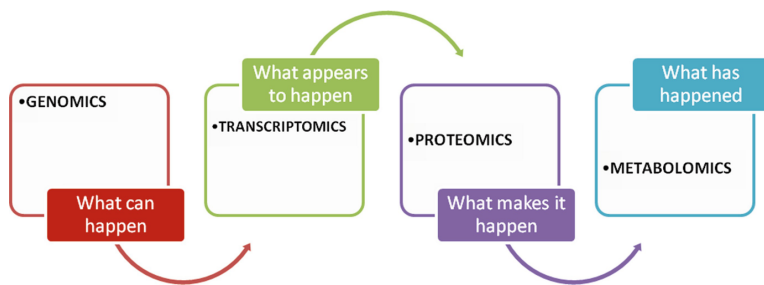 •GENOMICS
What can
happen
What appears
to happen
•TRANSCRIPTOMICS
•PROTEOMICS
What makes it
happen
What has
happened
•METABOLOMICS